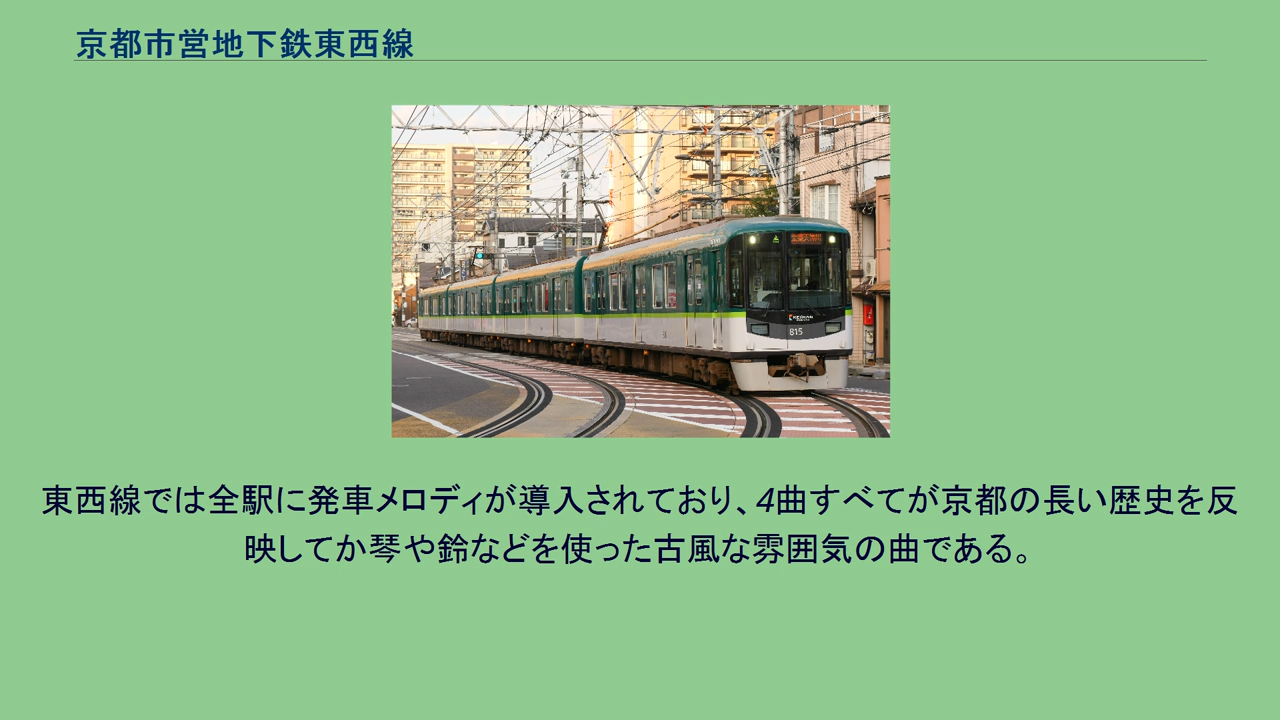 京都市営地下鉄東西線
KEIHAN
815
東西線では全駅に発車メロディが導入されており、4曲すべてが京都の長い歴史を反
映してか琴や鈴などを使った古風な雰囲気の曲である。